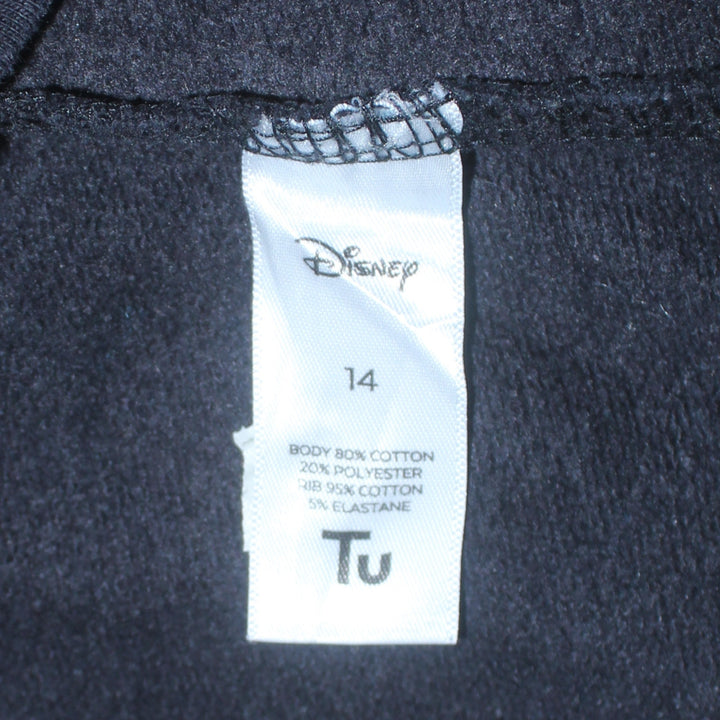 Disney
14
BODY 80% COTTON
20% POLYESTER
RIB 95% COTTON
5% ELASTANE
Tu